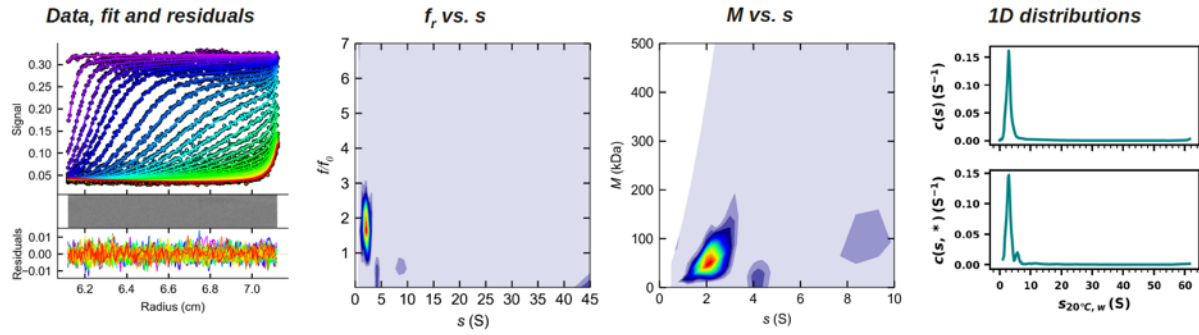 Data, fit and residuals
f_r vs. s
M vs. s
1D distributions
Signal
0.30
0.25
0.20
0.15
0.10
0.05
Residuals
0.01
0.00
−0.01
6.2 6.4 6.6 6.8 7.0
Radius (cm)
f/f_0
7
6
5
4
3
2
1
0 5 10 15 20 25 30 35 40 45
s (S)
M (kDa)
500
400
300
200
100
0
0 2 4 6 8 10
s (S)
c(s) (S⁻¹)
0.15
0.10
0.05
0.00
c(s, *) (S⁻¹)
0.15
0.10
0.05
0.00
0 10 20 30 40 50 60
s_20°C, w (S)